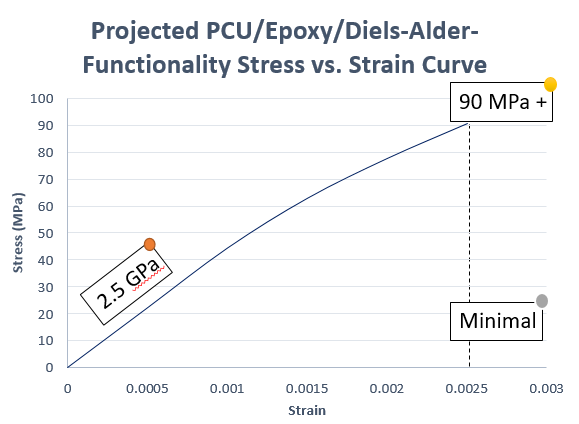 Projected PCU/Epoxy/Diels-Alder-
Functionality Stress vs. Strain Curve
100
90
80
70
60
50
40
30
20
10
0
Stress (MPa)
90 MPa +
2.5 GPa
Minimal
0 0.0005 0.001 0.0015 0.002 0.0025 0.003
Strain